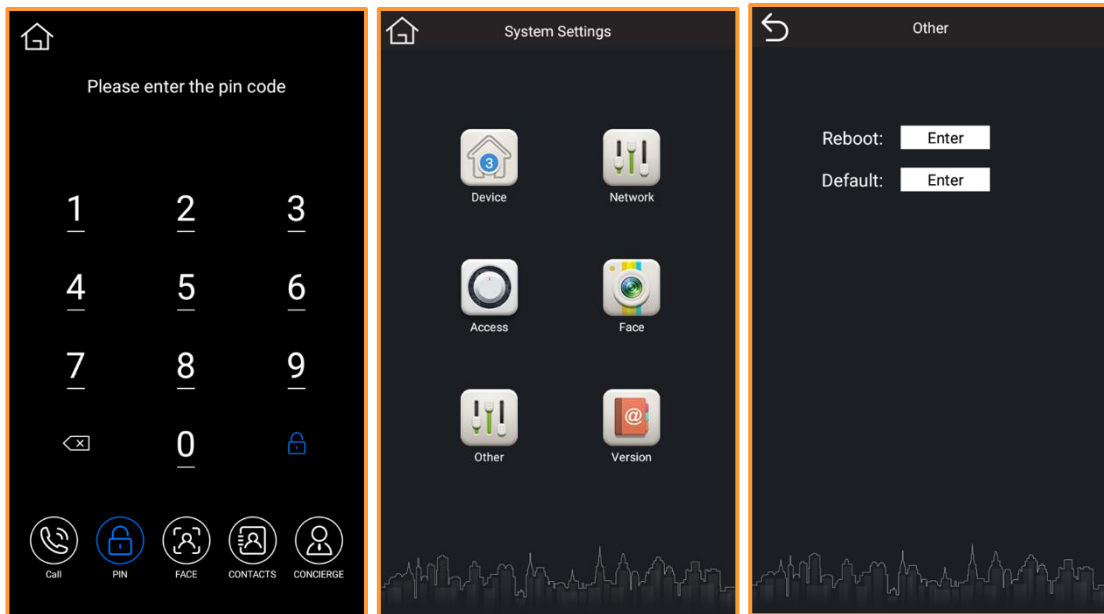 Please enter the pin code
1 2 3
4 5 6
7 8 9
0
Call PIN FACE CONTACTS CONCIERGE
System Settings
3
Device Network
Access Face
@
Other Version
Other
Reboot: Enter
Default: Enter